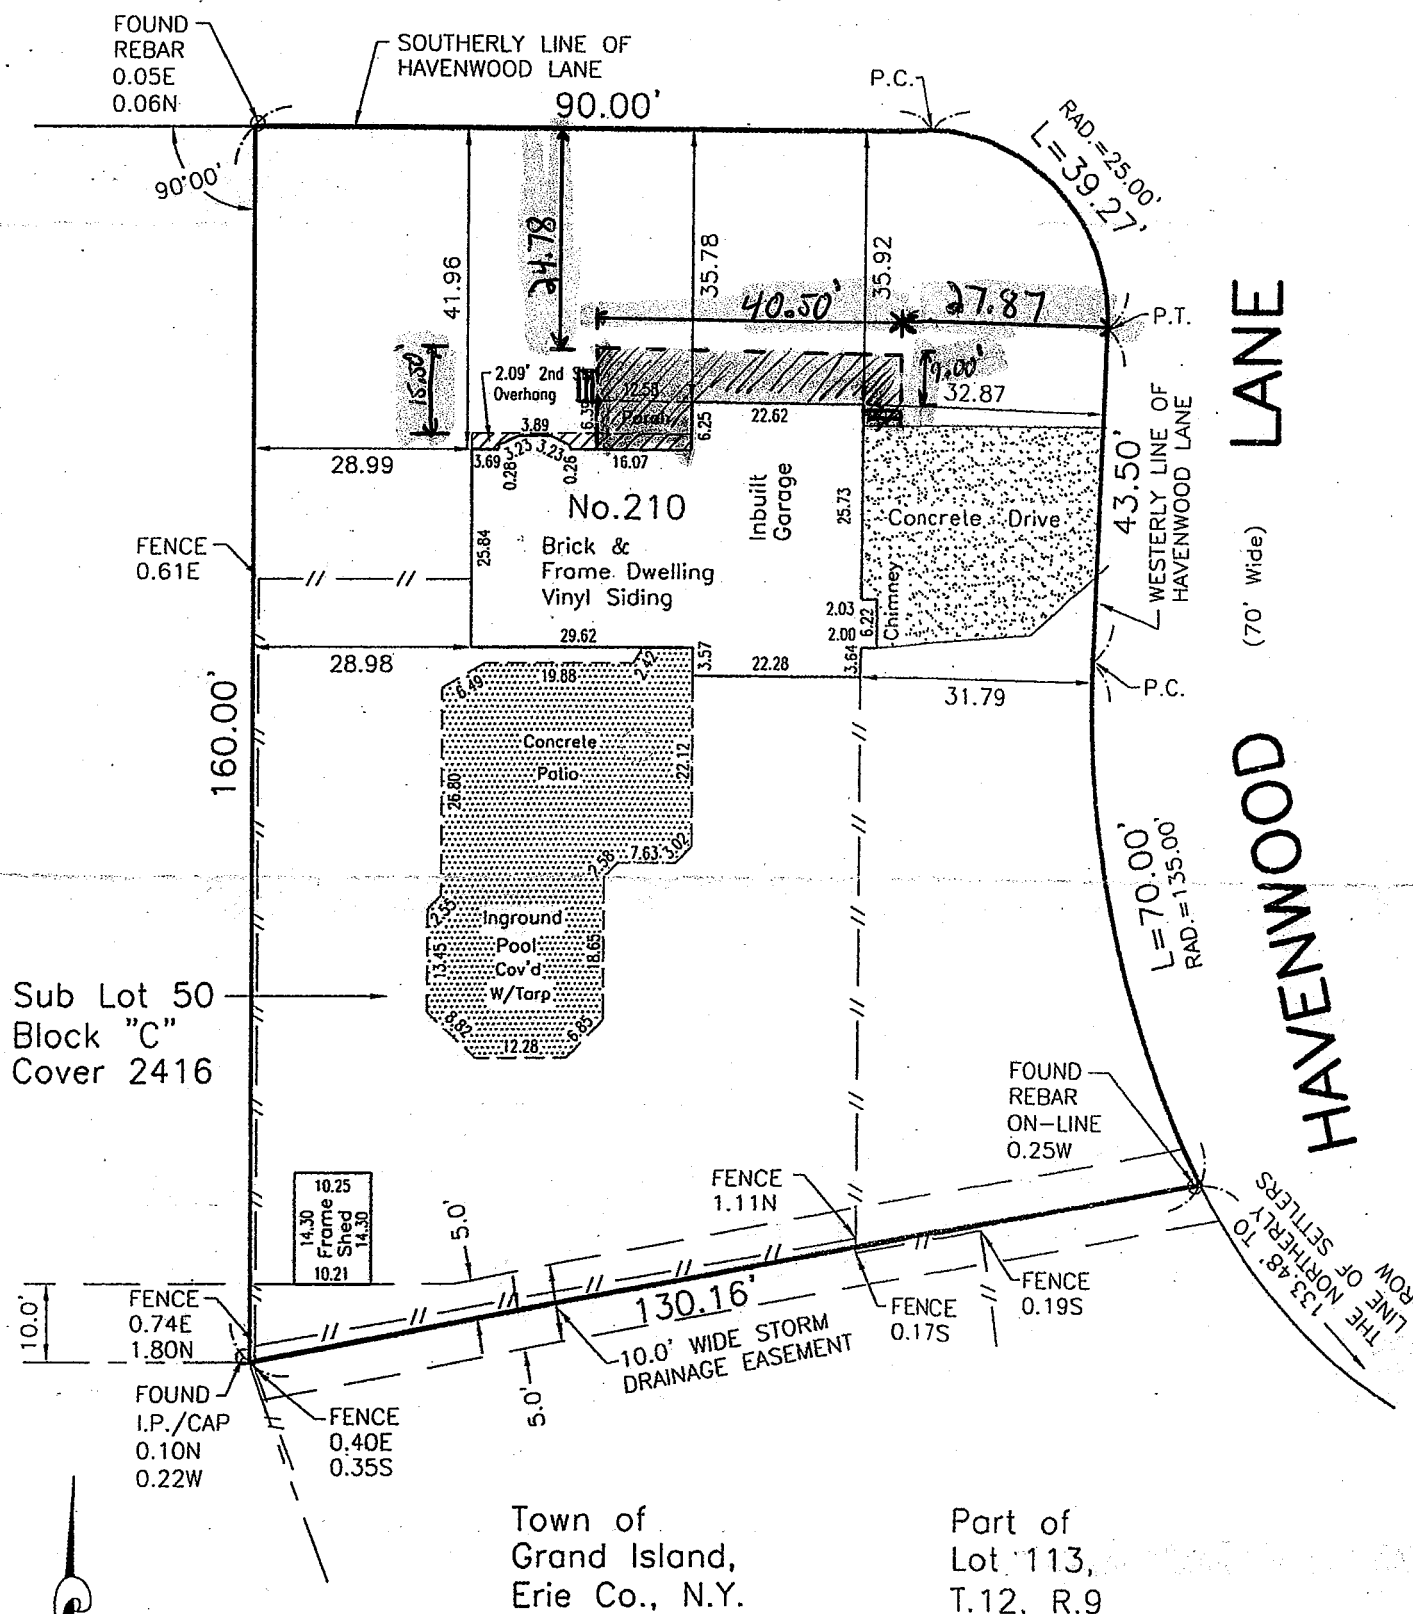 FOUND
REBAR
0.05E
0.06N
SOUTHERLY LINE OF
HAVENWOOD LANE
90.00'
P.C.
RAD.=25.00'
L=39.27'
90°00'
41.96
24.78
35.78
35.92
40.50'
27.87
P.T.
15.50'
2.09' 2nd
Overhang
12.58
Porch
6.39
6.25
22.62
9.00'
32.87
3.89
28.99
3.69
0.28
3.23
3.23
0.26
16.07
No.210
Inbuilt
Garage
25.73
Concrete Drive
43.50'
WESTERLY LINE OF
HAVENWOOD LANE
HAVENWOOD LANE
(70' Wide)
FENCE
0.61E
25.84
Brick &
Frame Dwelling
Vinyl Siding
2.03
2.00
6.22
Chimney
28.98
29.62
3.57
22.28
3.64
31.79
P.C.
6.49
19.88
2.42
160.00'
Concrete
Patio
26.80
22.12
2.58
7.63
3.02
L=70.00'
RAD.=135.00'
2.55
Inground
Pool
Cov'd
W/Tarp
13.45
18.65
8.82
12.28
6.85
Sub Lot 50
Block "C"
Cover 2416
FOUND
REBAR
ON-LINE
0.25W
FENCE
1.11N
10.25
14.30
Frame
Shed
14.30
10.21
5.0'
10.0'
FENCE
0.74E
1.80N
130.16'
FENCE
0.17S
FENCE
0.19S
133.48' TO
THE NORTHERLY
LINE OF SETTLERS
ROW
10.0' WIDE STORM
DRAINAGE EASEMENT
5.0'
FOUND
I.P./CAP
0.10N
0.22W
FENCE
0.40E
0.35S
Town of
Grand Island,
Erie Co., N.Y.
Part of
Lot 113,
T.12, R.9